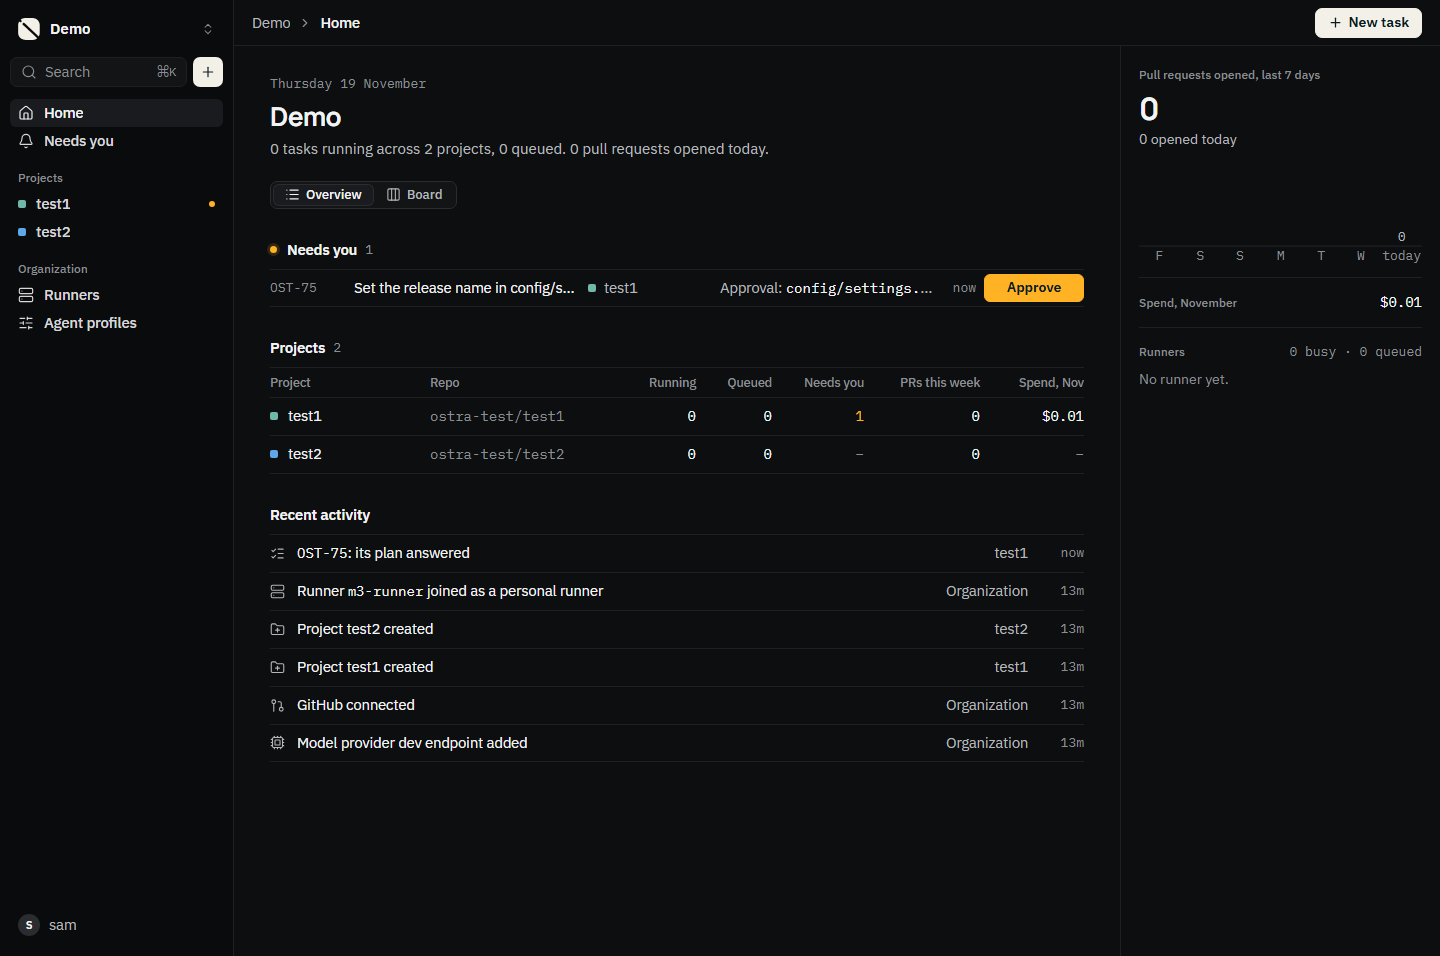 Demo
Search ⌘K
Home
Needs you
Projects
test1
test2
Organization
Runners
Agent profiles
S sam
Demo > Home
New task
Thursday 19 November
Demo
0 tasks running across 2 projects, 0 queued. 0 pull requests opened today.
Overview Board
Needs you 1
OST-75 Set the release name in config/s... test1 Approval: config/settings.... now Approve
Projects 2
Project Repo Running Queued Needs you PRs this week Spend, Nov
test1 ostra-test/test1 0 0 1 0 $0.01
test2 ostra-test/test2 0 0 – 0 –
Recent activity
OST-75: its plan answered test1 now
Runner m3-runner joined as a personal runner Organization 13m
Project test2 created test2 13m
Project test1 created test1 13m
GitHub connected Organization 13m
Model provider dev endpoint added Organization 13m
Pull requests opened, last 7 days
0
0 opened today
0
F S S M T W today
Spend, November $0.01
Runners 0 busy · 0 queued
No runner yet.